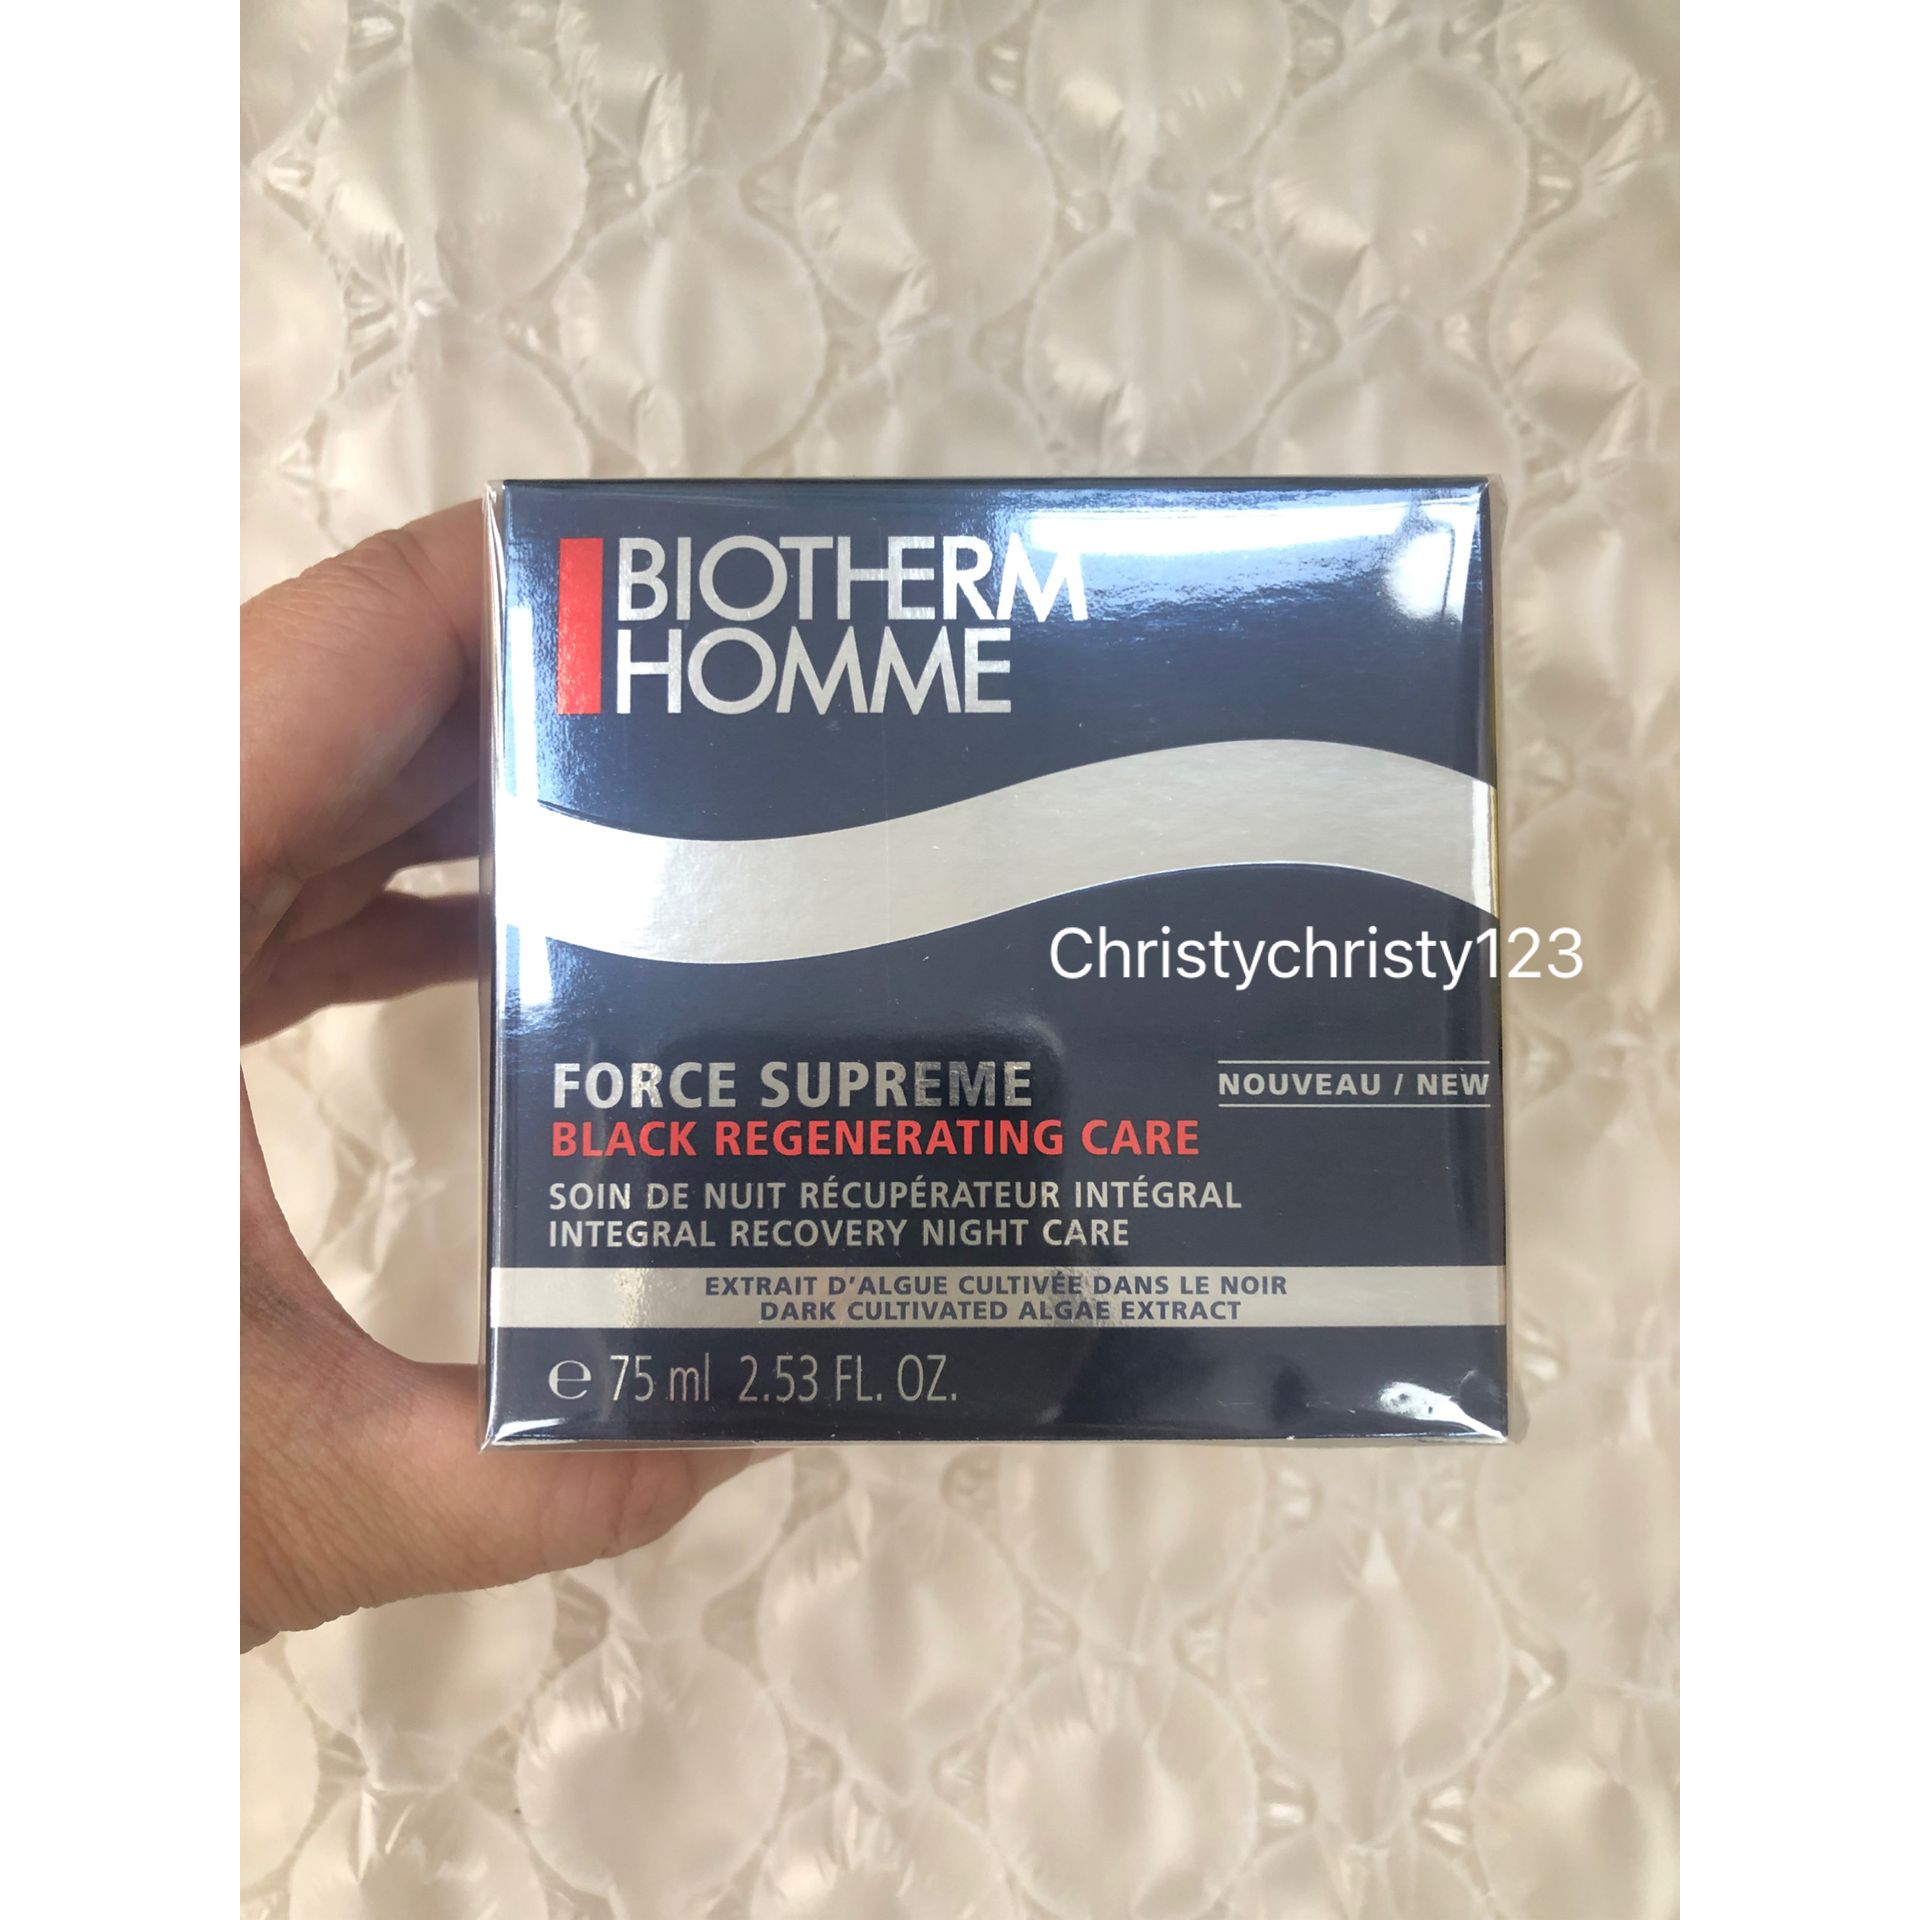 BIOTHERM
HOMME
Christychristy123
FORCE SUPREME
NOUVEAU / NEW
BLACK REGENERATING CARE
SOIN DE NUIT RÉCUPÉRATEUR INTÉGRAL
INTEGRAL RECOVERY NIGHT CARE
EXTRAIT D'ALGUE CULTIVÉE DANS LE NOIR
DARK CULTIVATED ALGAE EXTRACT
℮ 75 ml 2.53 FL. OZ.